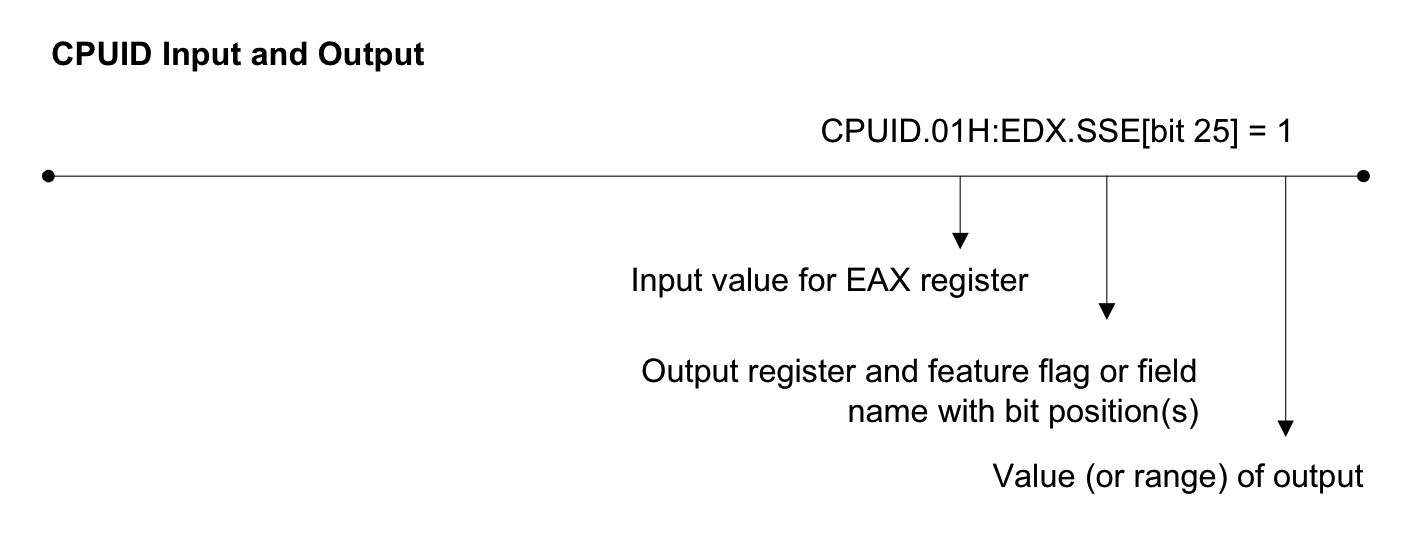 CPUID Input and Output
CPUID.01H:EDX.SSE[bit 25] = 1
Input value for EAX register
Output register and feature flag or field
name with bit position(s)
Value (or range) of output